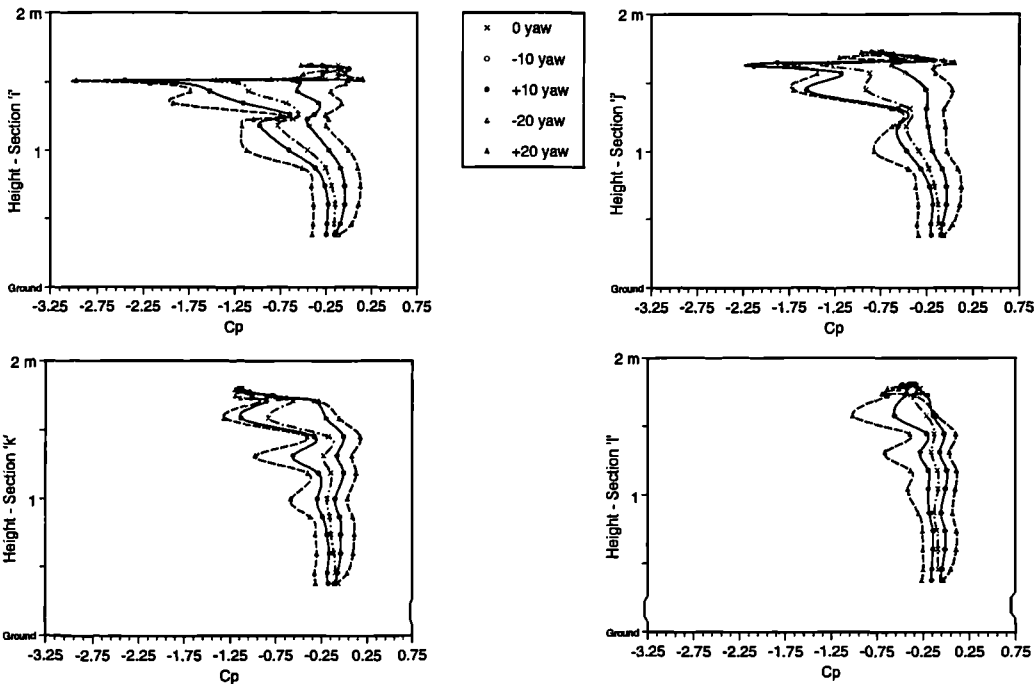 2 m
Height - Section 'i'
1
Ground
-3.25 -2.75 -2.25 -1.75 -1.25 -0.75 -0.25 0.25 0.75
Cp
0 yaw
-10 yaw
+10 yaw
-20 yaw
+20 yaw
2 m
Height - Section 'j'
1
Ground
-3.25 -2.75 -2.25 -1.75 -1.25 -0.75 -0.25 0.25 0.75
Cp
2 m
Height - Section 'k'
1
Ground
-3.25 -2.75 -2.25 -1.75 -1.25 -0.75 -0.25 0.25 0.75
Cp
2 m
Height - Section 'l'
1
Ground
-3.25 -2.75 -2.25 -1.75 -1.25 -0.75 -0.25 0.25 0.75
Cp